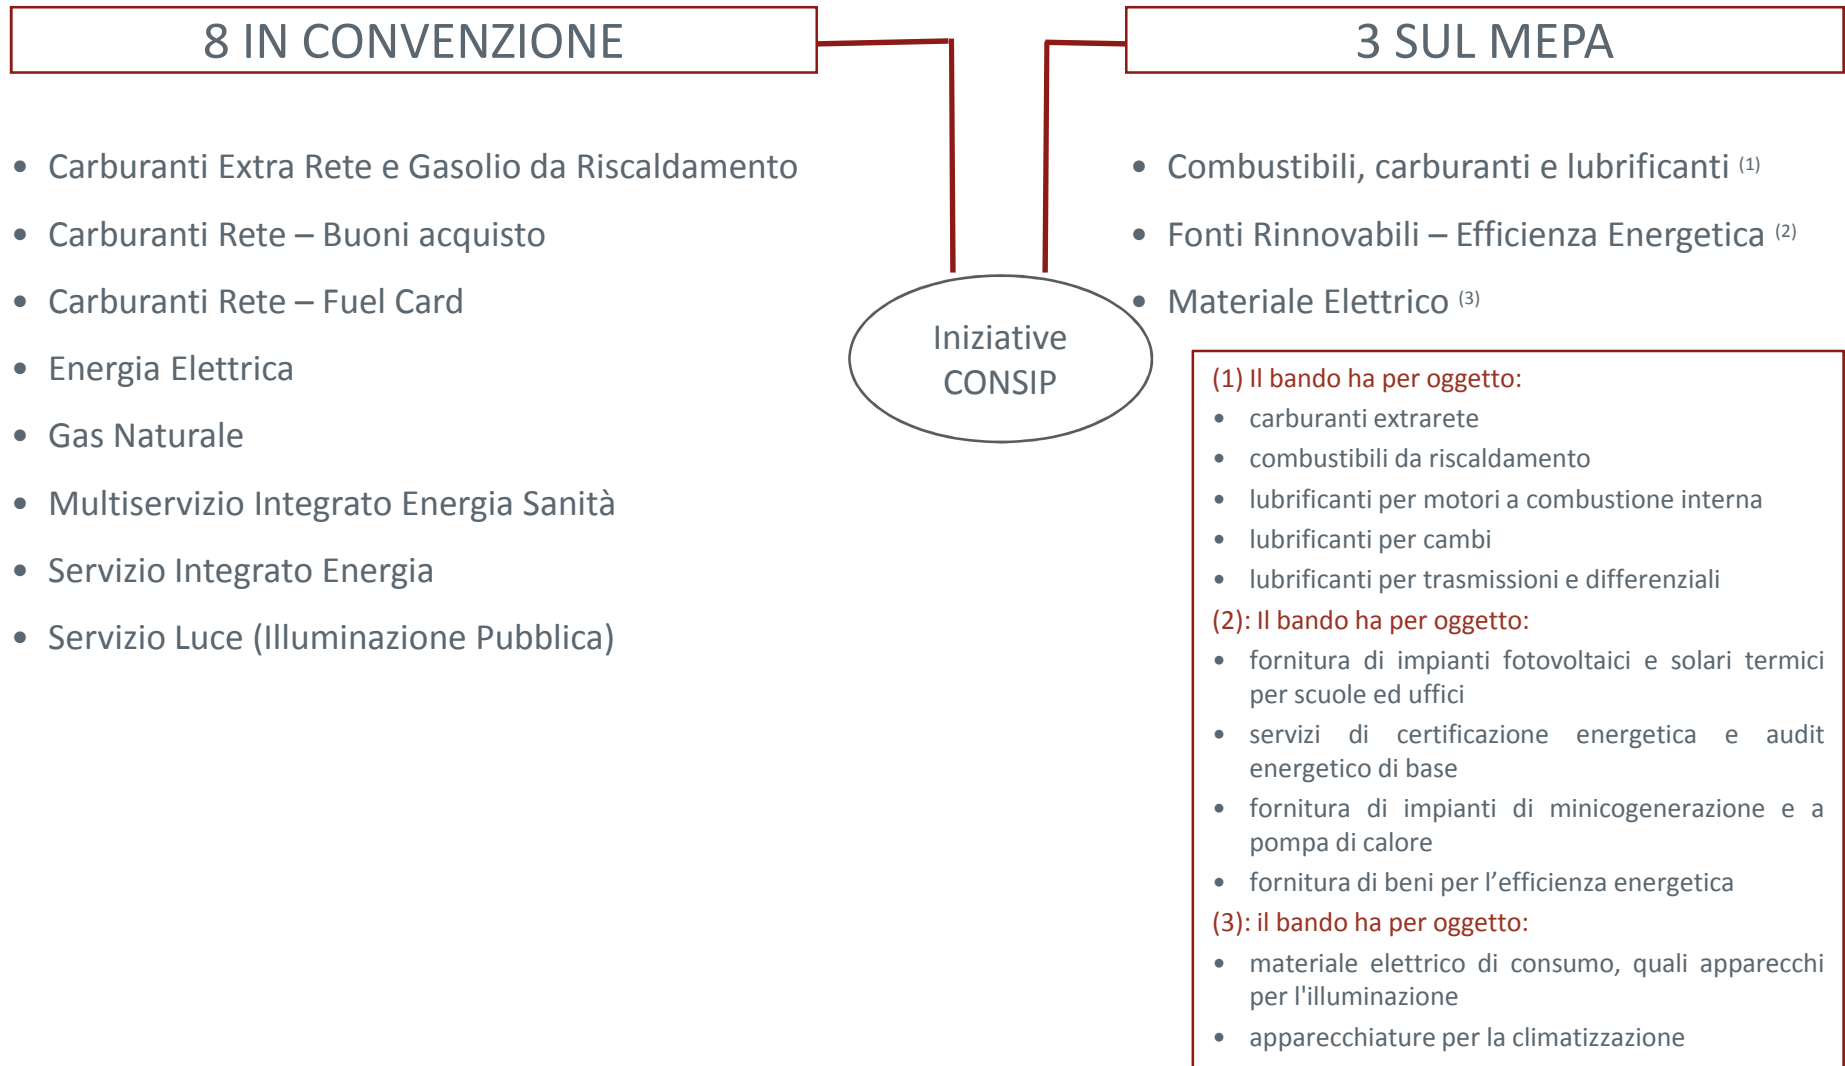 8 IN CONVENZIONE
• Carburanti Extra Rete e Gasolio da Riscaldamento
• Carburanti Rete – Buoni acquisto
• Carburanti Rete – Fuel Card
• Energia Elettrica
• Gas Naturale
• Multiservizio Integrato Energia Sanità
• Servizio Integrato Energia
• Servizio Luce (Illuminazione Pubblica)
Iniziative
CONSIP
3 SUL MEPA
• Combustibili, carburanti e lubrificanti (1)
• Fonti Rinnovabili – Efficienza Energetica (2)
• Materiale Elettrico (3)
(1) Il bando ha per oggetto:
• carburanti extrarete
• combustibili da riscaldamento
• lubrificanti per motori a combustione interna
• lubrificanti per cambi
• lubrificanti per trasmissioni e differenziali
(2): Il bando ha per oggetto:
• fornitura di impianti fotovoltaici e solari termici
per scuole ed uffici
• servizi di certificazione energetica e audit
energetico di base
• fornitura di impianti di minicogenerazione e a
pompa di calore
• fornitura di beni per l’efficienza energetica
(3): il bando ha per oggetto:
• materiale elettrico di consumo, quali apparecchi
per l'illuminazione
• apparecchiature per la climatizzazione